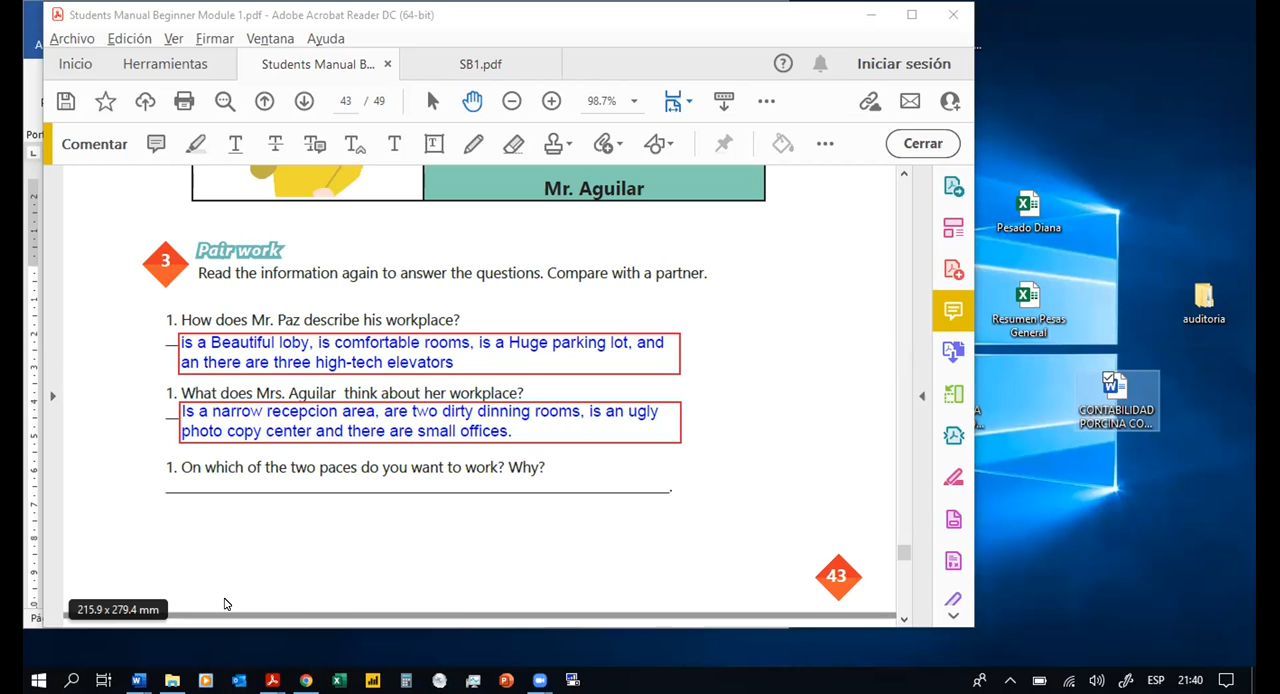 Students Manual Beginner Module 1.pdf - Adobe Acrobat Reader DC (64-bit)
Archivo Edición Ver Firmar Ventana Ayuda
Inicio Herramientas Students Manual B... × SB1.pdf Iniciar sesión
43 / 49 98.7%
Comentar Cerrar
Mr. Aguilar
3 Pair work
Read the information again to answer the questions. Compare with a partner.
1. How does Mr. Paz describe his workplace?
is a Beautiful loby, is comfortable rooms, is a Huge parking lot, and
an there are three high-tech elevators
1. What does Mrs. Aguilar think about her workplace?
Is a narrow recepcion area, are two dirty dinning rooms, is an ugly
photo copy center and there are small offices.
1. On which of the two paces do you want to work? Why?
43
215.9 x 279.4 mm
Pesado Diana
Resumen Pesas
General
auditoria
CONTABILIDAD
PORCINA CO...
ESP 21:40